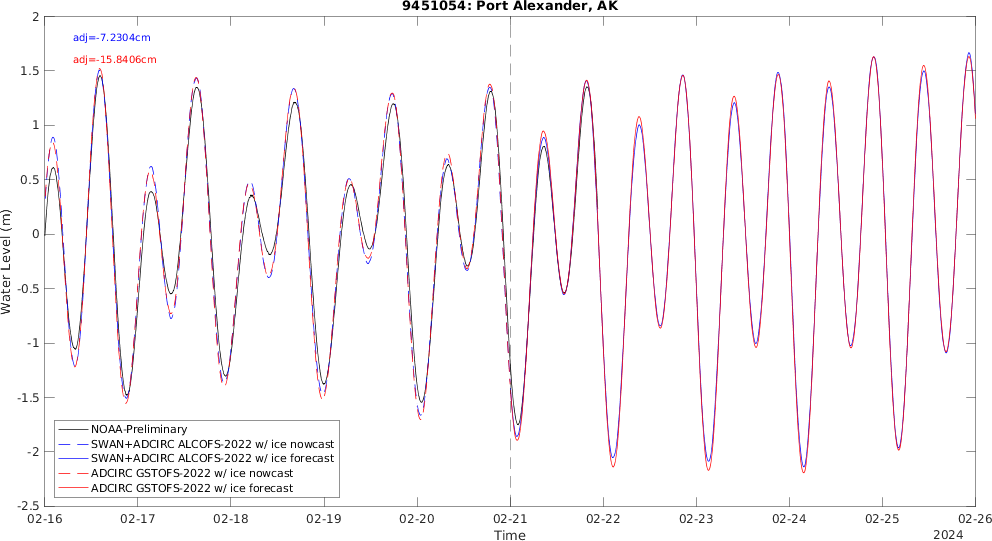 9451054: Port Alexander, AK
adj=-7.2304cm
adj=-15.8406cm
Water Level (m)
2
1.5
1
0.5
0
-0.5
-1
-1.5
-2
-2.5
NOAA-Preliminary
SWAN+ADCIRC ALCOFS-2022 w/ ice nowcast
SWAN+ADCIRC ALCOFS-2022 w/ ice forecast
ADCIRC GSTOFS-2022 w/ ice nowcast
ADCIRC GSTOFS-2022 w/ ice forecast
02-16 02-17 02-18 02-19 02-20 02-21 02-22 02-23 02-24 02-25 02-26
Time
2024